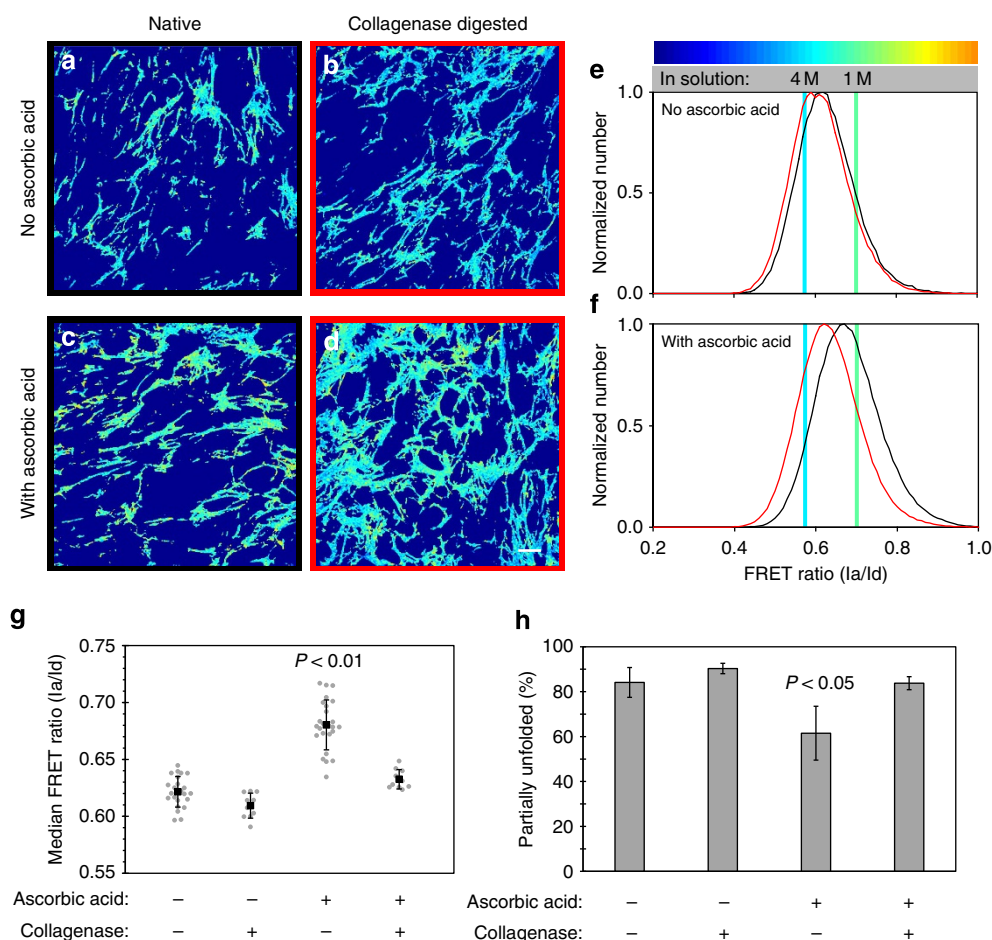 Native
Collagenase digested
No ascorbic acid
With ascorbic acid
a
b
c
d
e
In solution: 4 M 1 M
No ascorbic acid
Normalized number
1.0
0.5
0.0
f
With ascorbic acid
Normalized number
1.0
0.5
0.0
0.2 0.4 0.6 0.8 1.0
FRET ratio (Ia/Id)
g
Median FRET ratio (Ia/Id)
0.75
0.70
0.65
0.60
0.55
P < 0.01
Ascorbic acid: – – + +
Collagenase: – + – +
h
Partially unfolded (%)
100
80
60
40
20
0
P < 0.05
Ascorbic acid: – – + +
Collagenase: – + – +